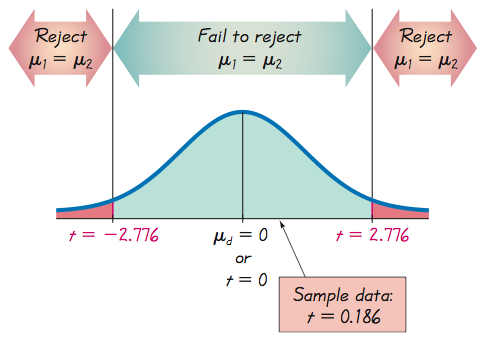 Reject
μ₁ = μ₂
Fail to reject
μ₁ = μ₂
Reject
μ₁ = μ₂
t = −2.776
μd = 0
or
t = 0
t = 2.776
Sample data:
t = 0.186